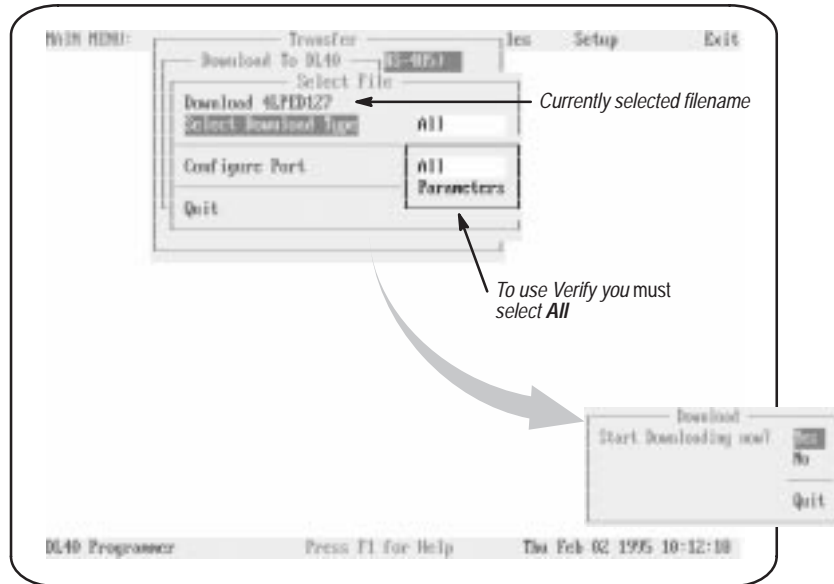 MAIN MENU: Transfer les Setup Exit
Download To DL40
Select File
Download 4LPED127
Currently selected filename
Select Download Type All
Configure Port All
Parameters
Quit
To use Verify you must
select All
Download
Start Downloading now? Yes
No
Quit
DL40 Programmer Press F1 for Help Thu Feb 02 1995 10:12:10